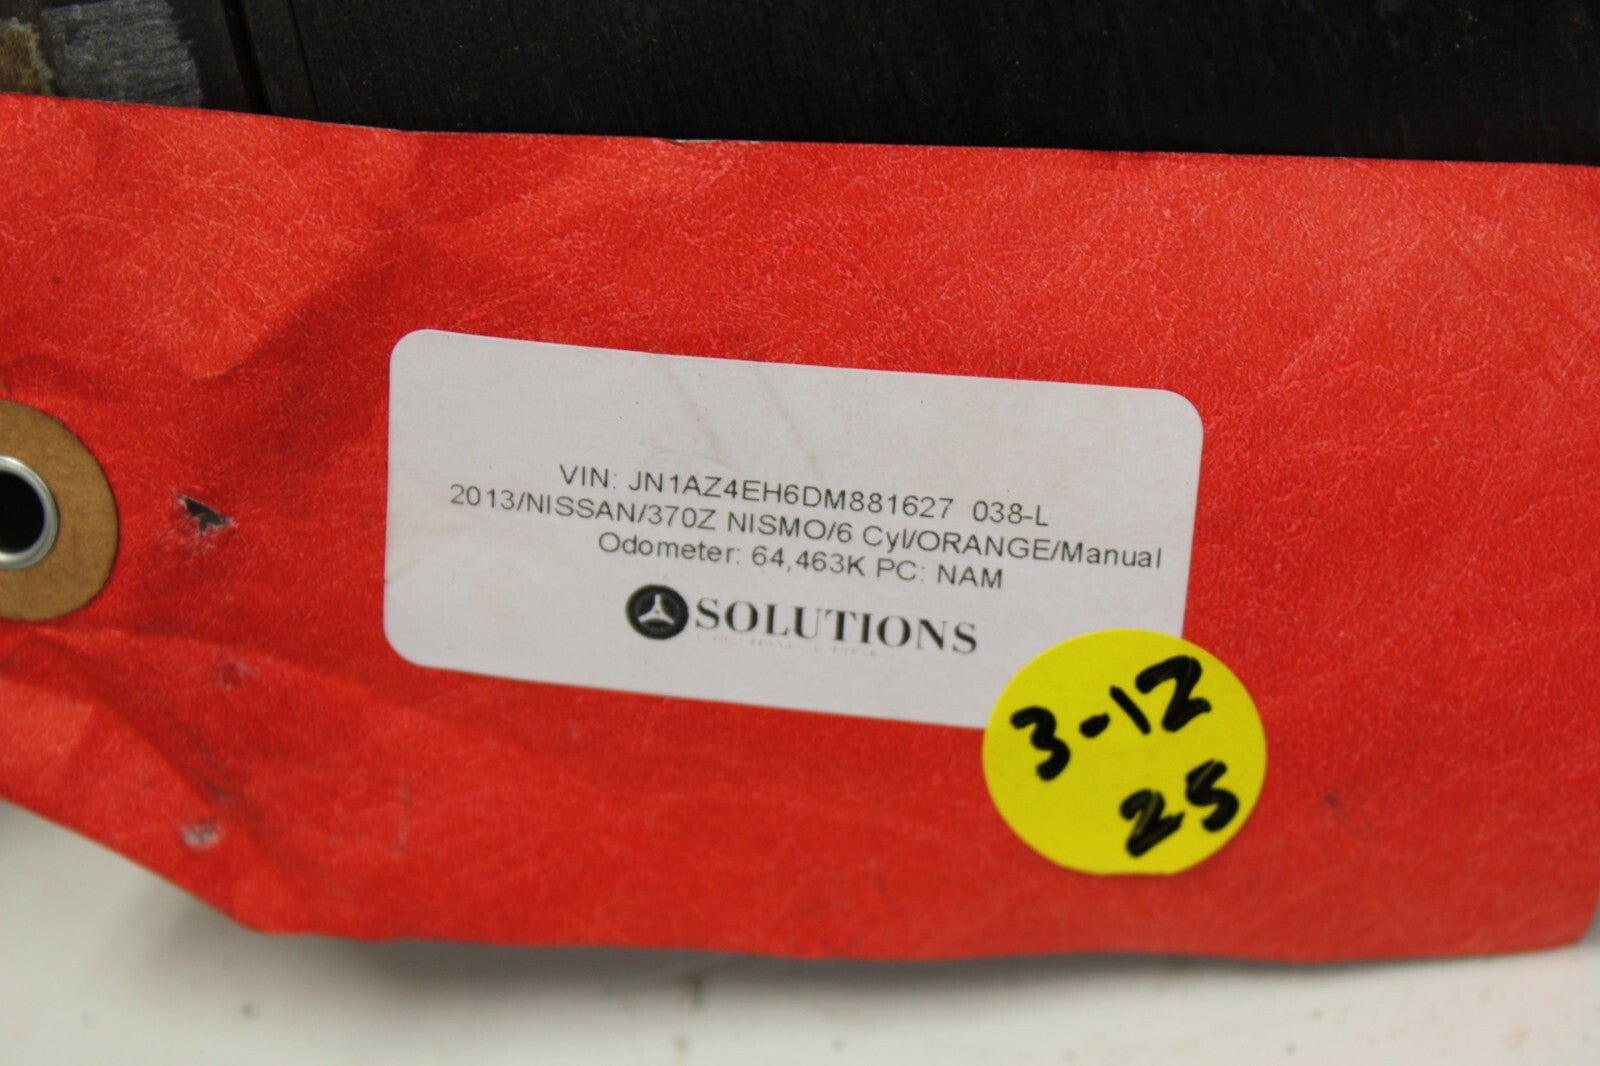 VIN: JN1AZ4EH6DM881627 038-L
2013/NISSAN/370Z NISMO/6 Cyl/ORANGE/Manual
Odometer: 64,463K PC: NAM
SOLUTIONS
3-12
25